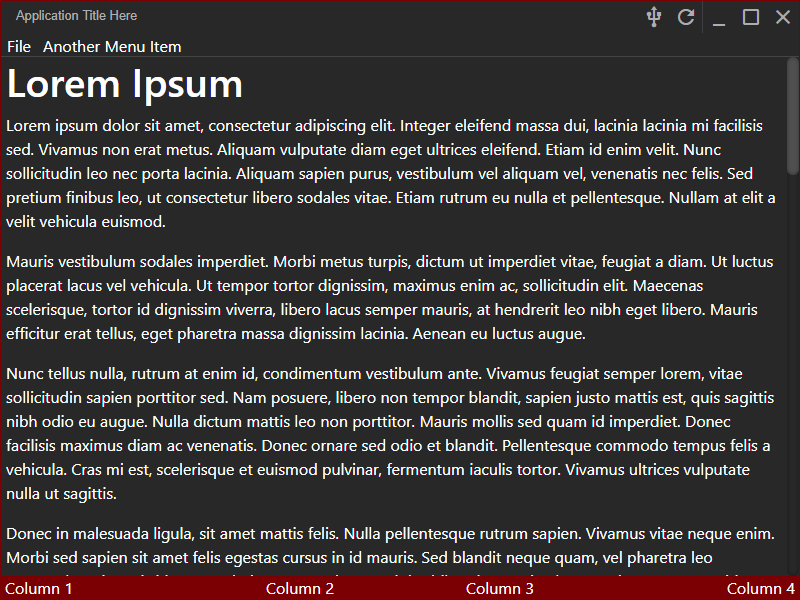 Application Title Here
File Another Menu Item
Lorem Ipsum
Lorem ipsum dolor sit amet, consectetur adipiscing elit. Integer eleifend massa dui, lacinia lacinia mi facilisis
sed. Vivamus non erat metus. Aliquam vulputate diam eget ultrices eleifend. Etiam id enim velit. Nunc
sollicitudin leo nec porta lacinia. Aliquam sapien purus, vestibulum vel aliquam vel, venenatis nec felis. Sed
pretium finibus leo, ut consectetur libero sodales vitae. Etiam rutrum eu nulla et pellentesque. Nullam at elit a
velit vehicula euismod.
Mauris vestibulum sodales imperdiet. Morbi metus turpis, dictum ut imperdiet vitae, feugiat a diam. Ut luctus
placerat lacus vel vehicula. Ut tempor tortor dignissim, maximus enim ac, sollicitudin elit. Maecenas
scelerisque, tortor id dignissim viverra, libero lacus semper mauris, at hendrerit leo nibh eget libero. Mauris
efficitur erat tellus, eget pharetra massa dignissim lacinia. Aenean eu luctus augue.
Nunc tellus nulla, rutrum at enim id, condimentum vestibulum ante. Vivamus feugiat semper lorem, vitae
sollicitudin sapien porttitor sed. Nam posuere, libero non tempor blandit, sapien justo mattis est, quis sagittis
nibh odio eu augue. Nulla dictum mattis leo non porttitor. Mauris mollis sed quam id imperdiet. Donec
facilisis maximus diam ac venenatis. Donec ornare sed odio et blandit. Pellentesque commodo tempus felis a
vehicula. Cras mi est, scelerisque et euismod pulvinar, fermentum iaculis tortor. Vivamus ultrices vulputate
nulla ut sagittis.
Donec in malesuada ligula, sit amet mattis felis. Nulla pellentesque rutrum sapien. Vivamus vitae neque enim.
Morbi sed sapien sit amet felis egestas cursus in id mauris. Sed blandit neque quam, vel pharetra leo
Column 1 Column 2 Column 3 Column 4